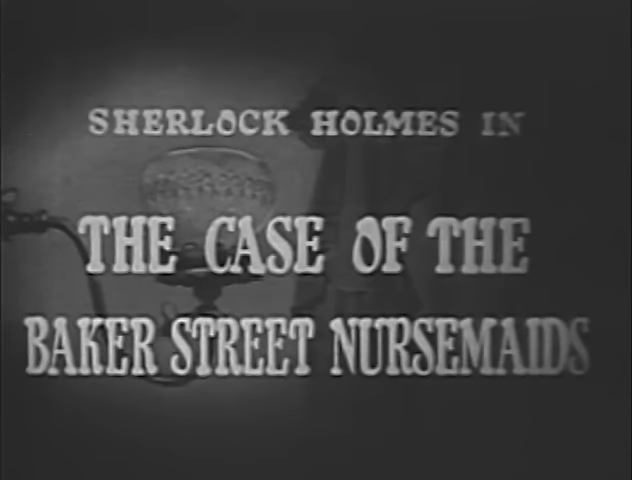 SHERLOCK HOLMES IN
THE CASE OF THE
BAKER STREET NURSEMAIDS